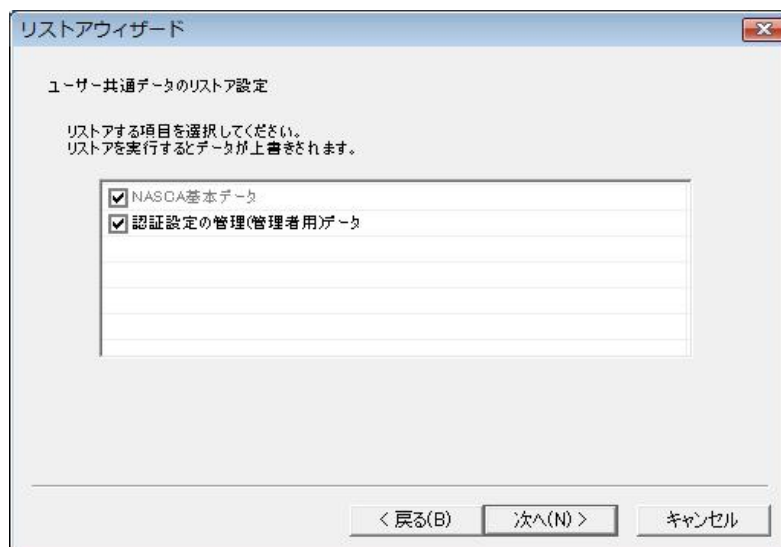 リストアウィザード
ユーザー共通データのリストア設定
リストアする項目を選択してください。
リストアを実行するとデータが上書きされます。
NASCA基本データ
認証設定の管理(管理者用)データ
< 戻る(B)
次へ(N) >
キャンセル